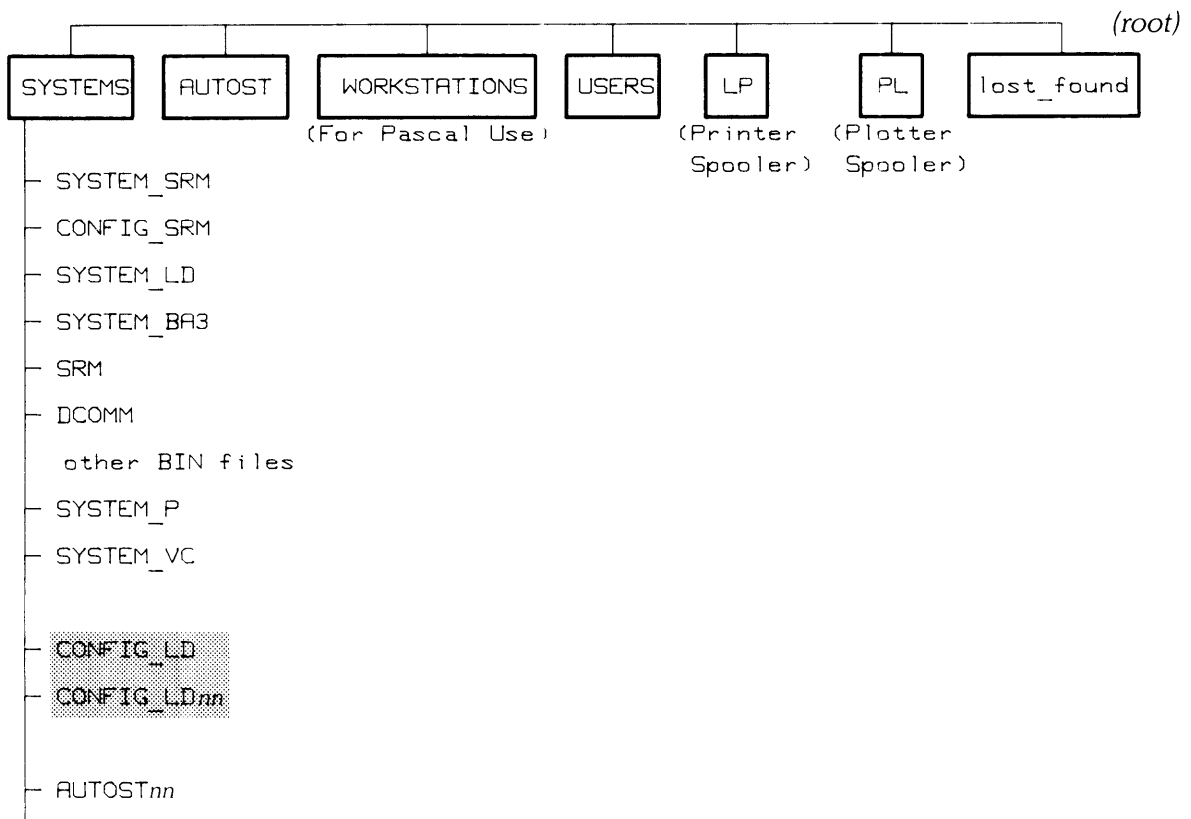 (root)
SYSTEMS AUTOST WORKSTATIONS USERS LP PL lost_found
(For Pascal Use) (Printer Spooler) (Plotter Spooler)
SYSTEM_SRM
CONFIG_SRM
SYSTEM_LD
SYSTEM_BA3
SRM
DCOMM
other BIN files
SYSTEM_P
SYSTEM_VC
CONFIG_LD
CONFIG_LDnn
AUTOSTnn